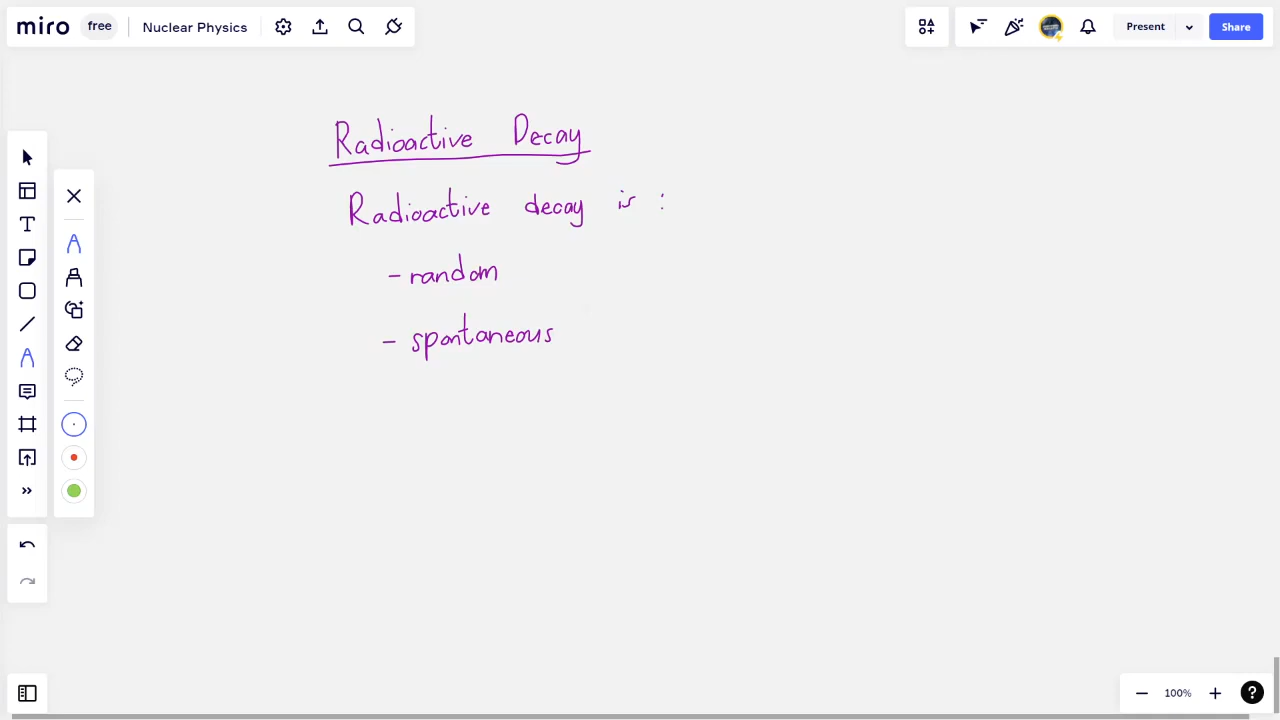 miro free Nuclear Physics Present Share
Radioactive Decay
Radioactive decay is :
- random
- spontaneous
100% ?